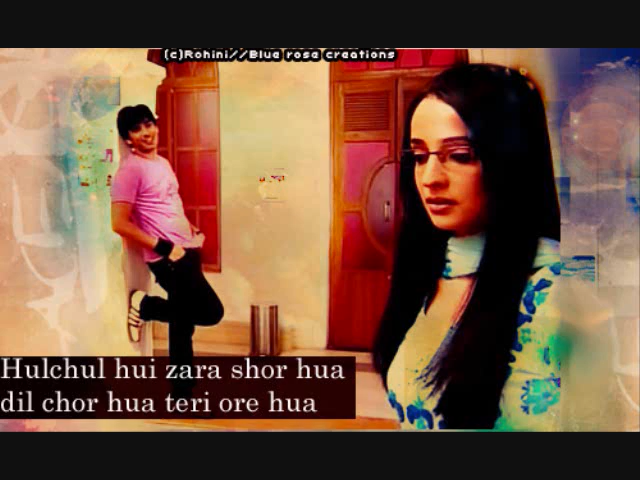 (c)Rohini//Blue rose creations
Hulchul hui zara shor hua
dil chor hua teri ore hua